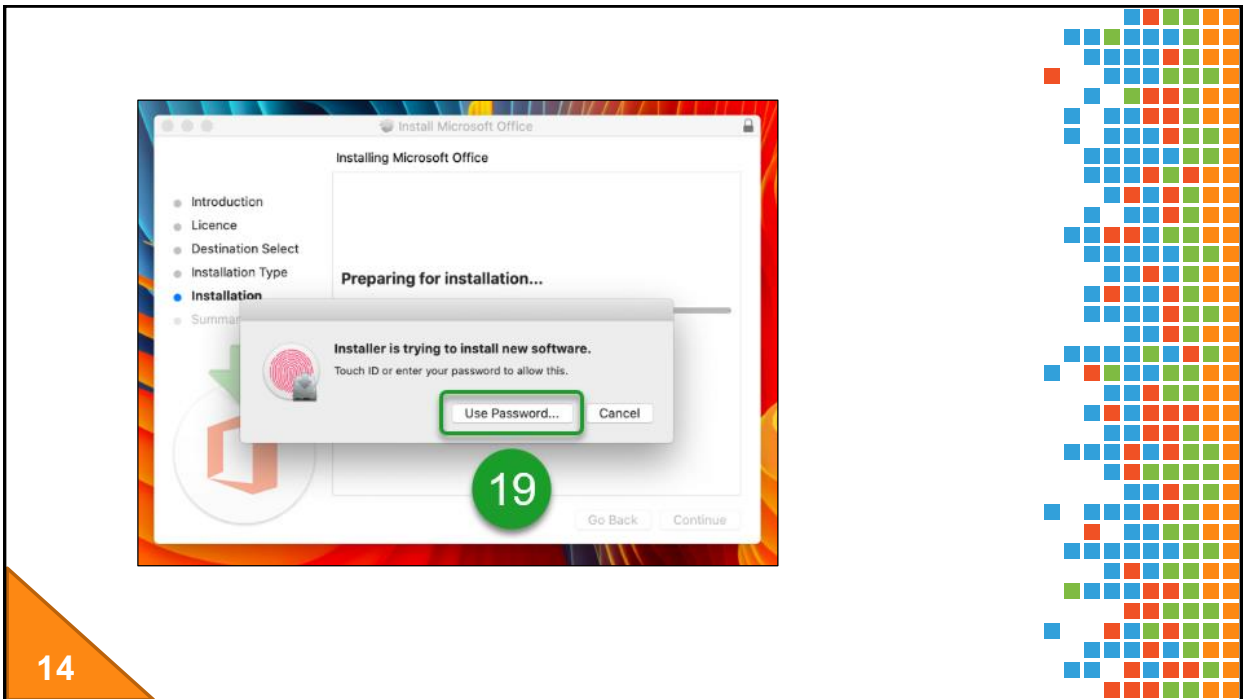 Install Microsoft Office
Installing Microsoft Office
Introduction
Licence
Destination Select
Installation Type
Installation
Summar
Preparing for installation...
Installer is trying to install new software.
Touch ID or enter your password to allow this.
Use Password... Cancel
19
Go Back Continue
14